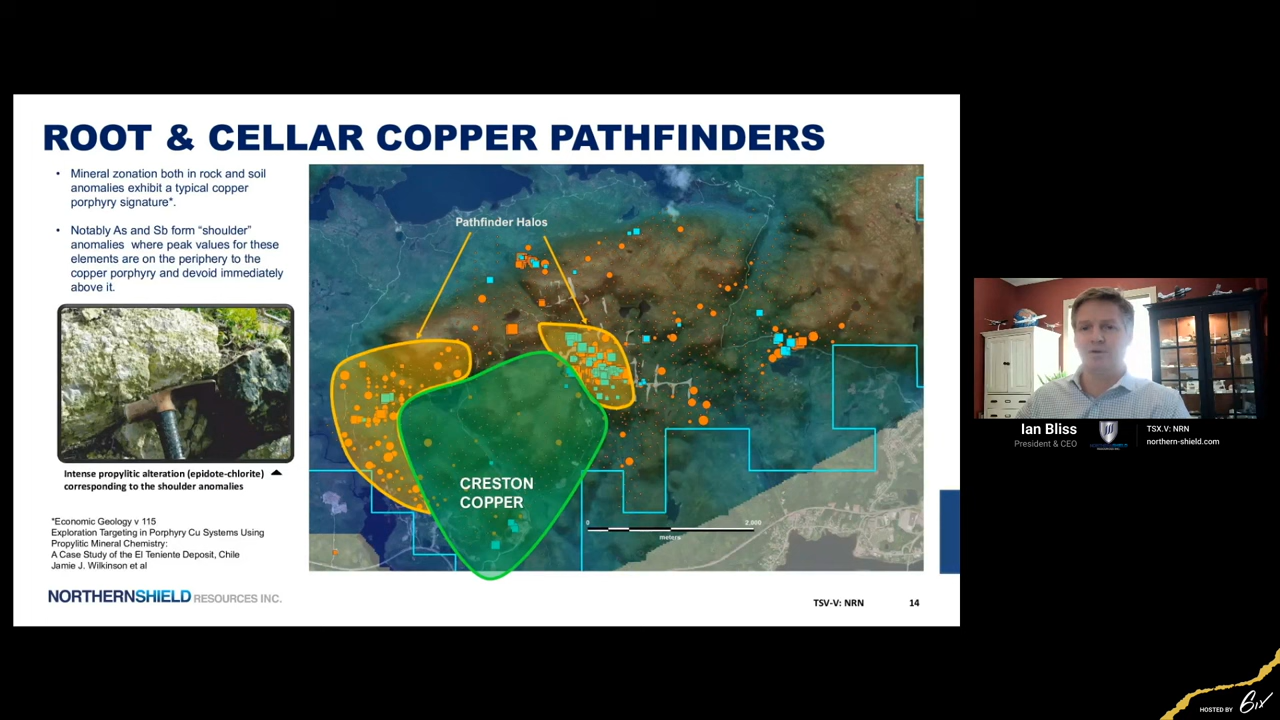 ROOT & CELLAR COPPER PATHFINDERS
• Mineral zonation both in rock and soil
anomalies exhibit a typical copper
porphyry signature*.
• Notably As and Sb form “shoulder”
anomalies where peak values for these
elements are on the periphery to the
copper porphyry and devoid immediately
above it.
Intense propylitic alteration (epidote-chlorite)
corresponding to the shoulder anomalies
*Economic Geology v 115
Exploration Targeting in Porphyry Cu Systems Using
Propylitic Mineral Chemistry:
A Case Study of the El Teniente Deposit, Chile
Jamie J. Wilkinson et al
NORTHERNSHIELD RESOURCES INC.
Pathfinder Halos
CRESTON
COPPER
0 2,000
meters
TSV-V: NRN 14
Ian Bliss
President & CEO
TSX.V: NRN
northern-shield.com
HOSTED BY 6ix